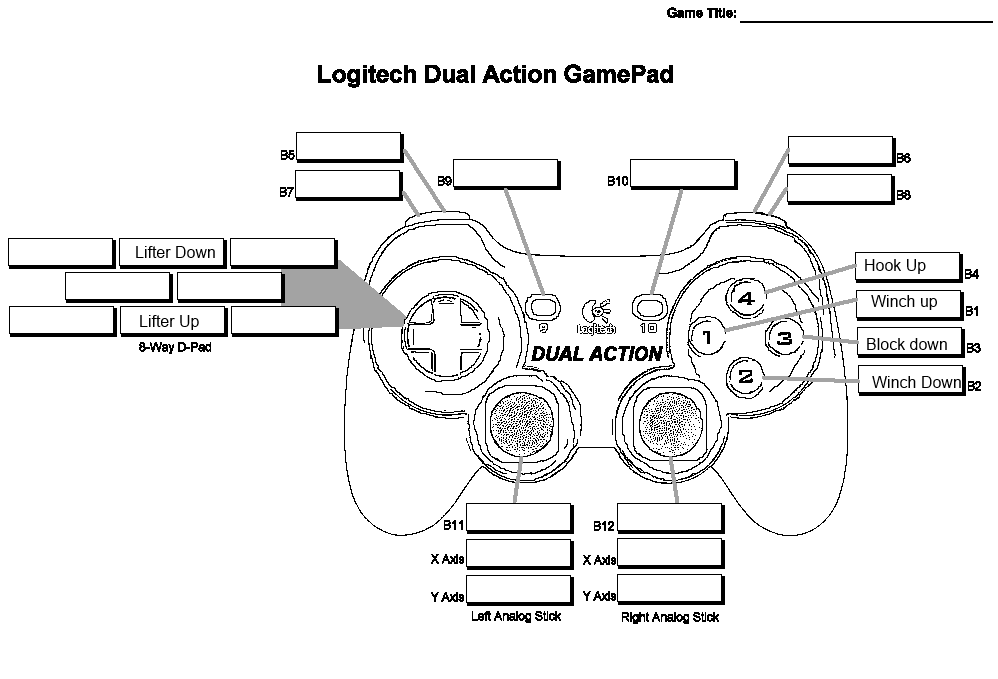 Game Title:
Logitech Dual Action GamePad
B5
B6
B9
B10
B7
B8
Lifter Down
Hook Up B4
Winch up B1
Lifter Up
8-Way D-Pad
9
Logitech
10
4
1
3
2
DUAL ACTION
Block down B3
Winch Down B2
B11
B12
X Axis
X Axis
Y Axis
Y Axis
Left Analog Stick
Right Analog Stick